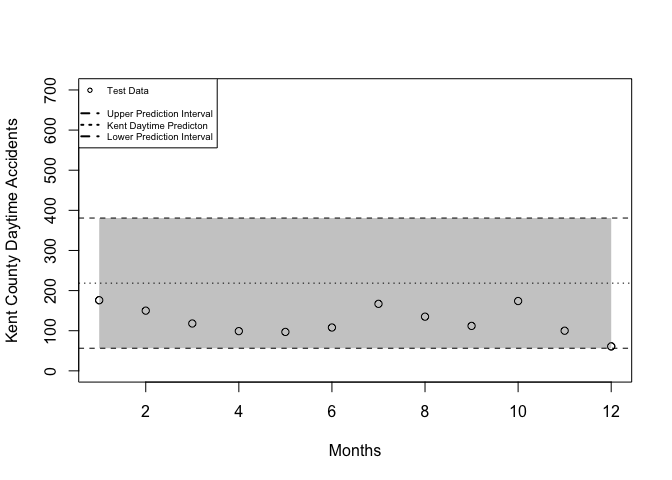 Kent County Daytime Accidents
700
600
500
400
300
200
100
0
Test Data
Upper Prediction Interval
Kent Daytime Predicton
Lower Prediction Interval
2 4 6 8 10 12
Months